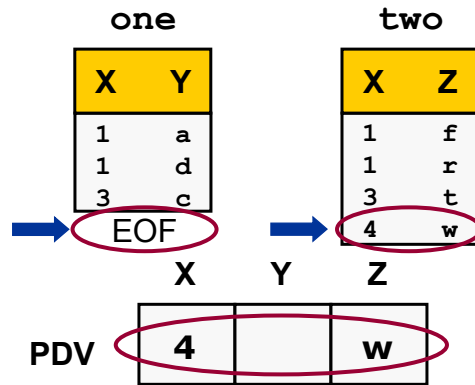 one two
X Y X Z
1 a 1 f
1 d 1 r
3 c 3 t
EOF 4 w
X Y Z
PDV 4 w